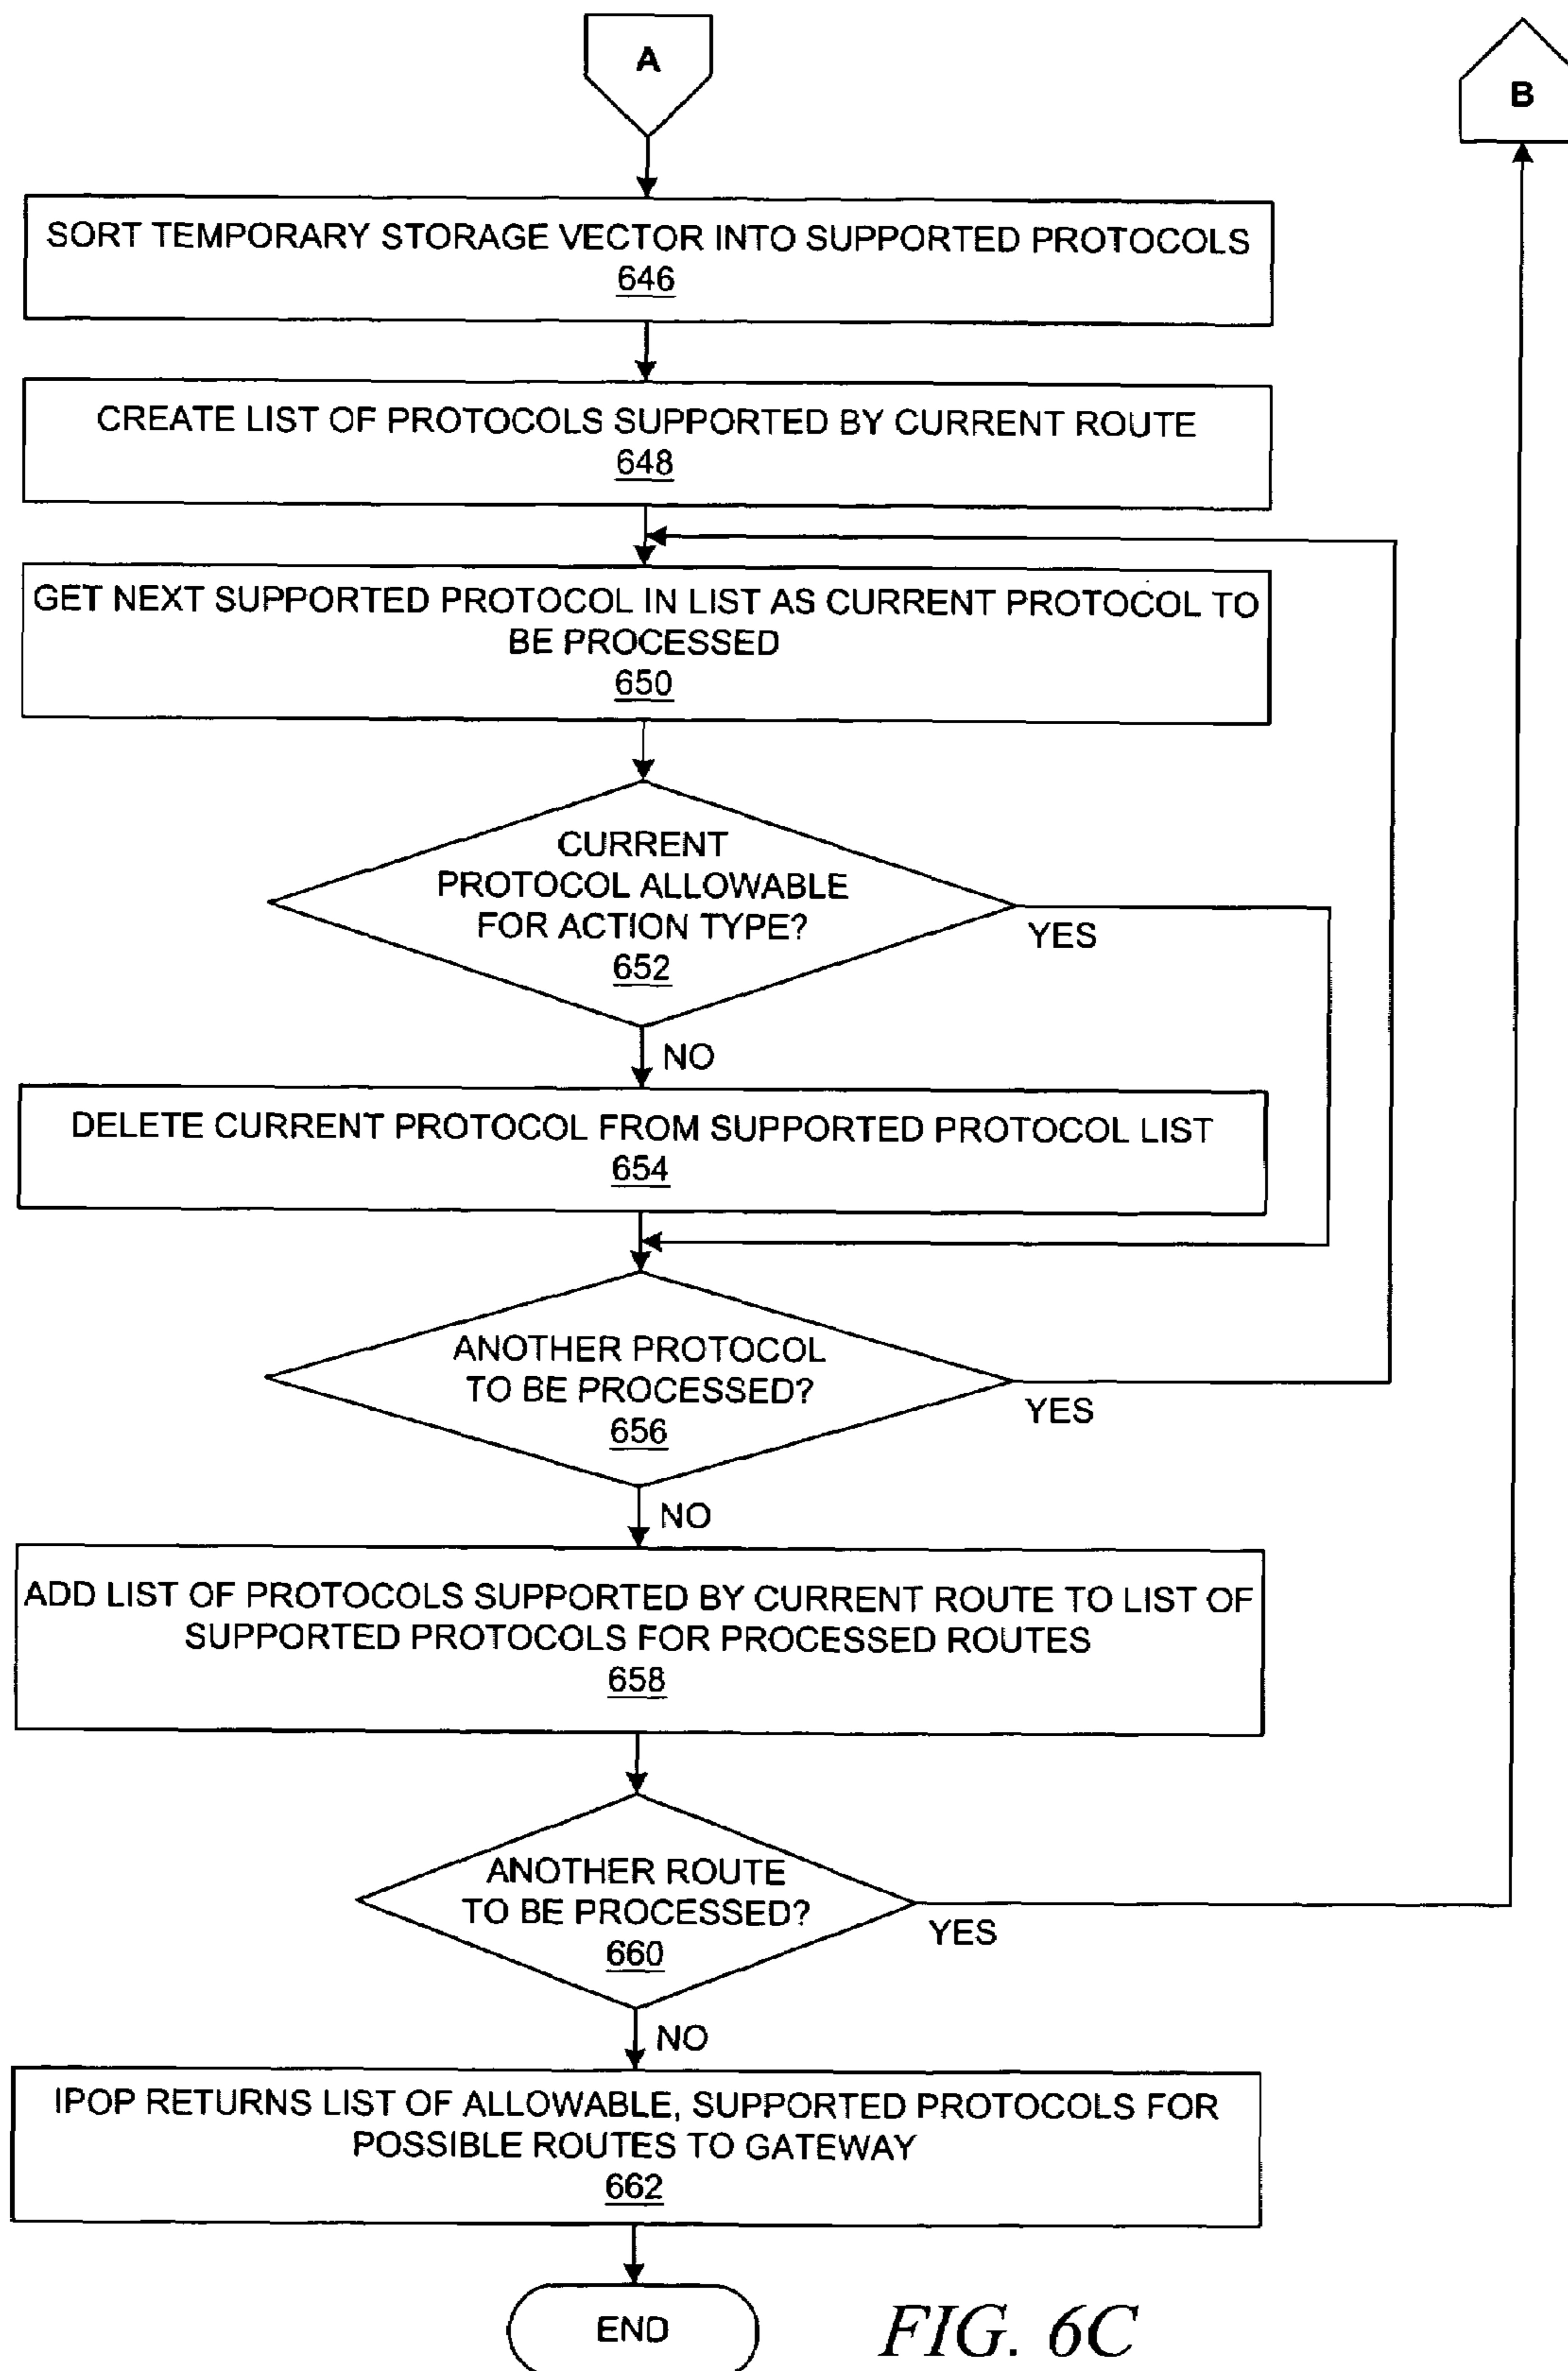 A
B
SORT TEMPORARY STORAGE VECTOR INTO SUPPORTED PROTOCOLS
646
CREATE LIST OF PROTOCOLS SUPPORTED BY CURRENT ROUTE
648
GET NEXT SUPPORTED PROTOCOL IN LIST AS CURRENT PROTOCOL TO
BE PROCESSED
650
CURRENT
PROTOCOL ALLOWABLE
FOR ACTION TYPE?
652
YES
NO
DELETE CURRENT PROTOCOL FROM SUPPORTED PROTOCOL LIST
654
ANOTHER PROTOCOL
TO BE PROCESSED?
656
YES
NO
ADD LIST OF PROTOCOLS SUPPORTED BY CURRENT ROUTE TO LIST OF
SUPPORTED PROTOCOLS FOR PROCESSED ROUTES
658
ANOTHER ROUTE
TO BE PROCESSED?
660
YES
NO
IPOP RETURNS LIST OF ALLOWABLE, SUPPORTED PROTOCOLS FOR
POSSIBLE ROUTES TO GATEWAY
662
END
FIG. 6C